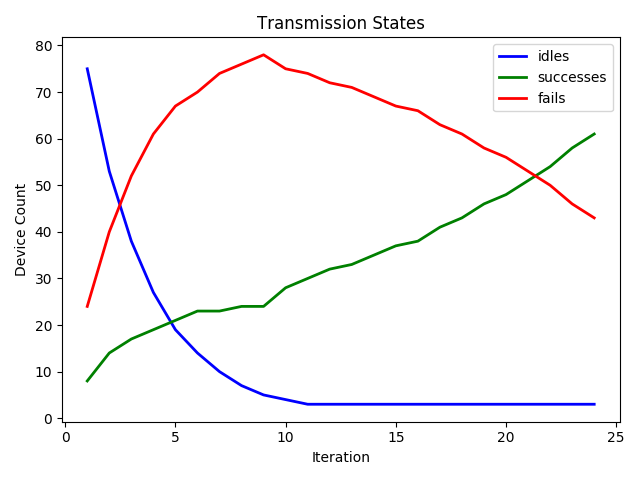 Transmission States
idles
successes
fails
Device Count
80
70
60
50
40
30
20
10
0
0 5 10 15 20 25
Iteration